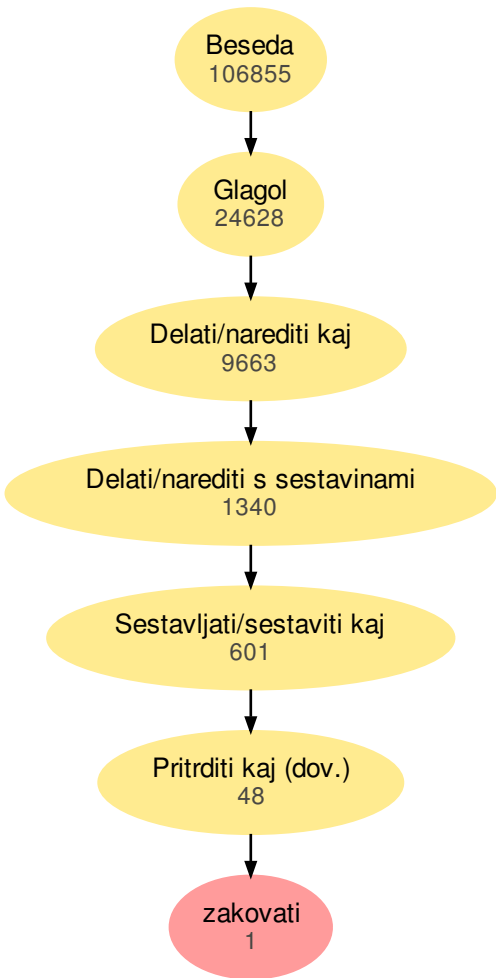 Beseda
106855
Glagol
24628
Delati/narediti kaj
9663
Delati/narediti s sestavinami
1340
Sestavljati/sestaviti kaj
601
Pritrditi kaj (dov.)
48
zakovati
1